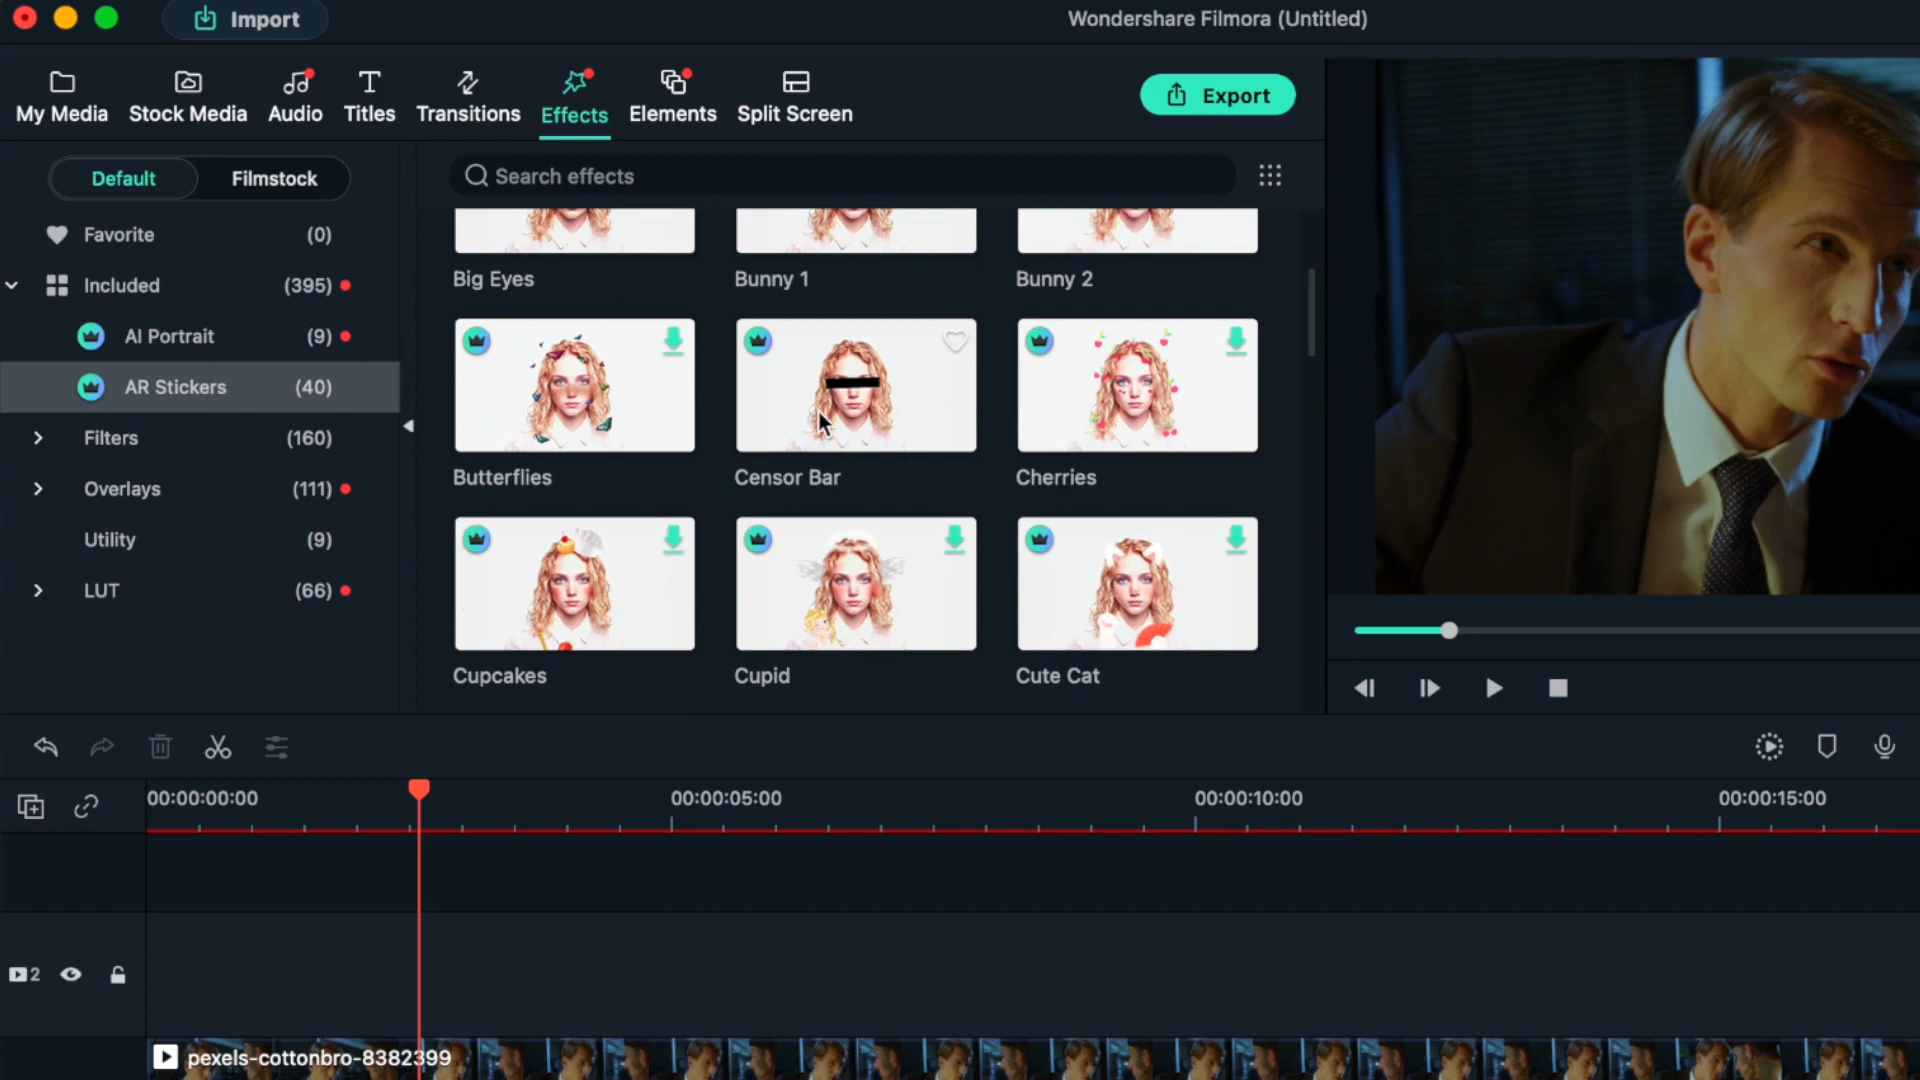 Import
Wondershare Filmora (Untitled)
My Media
Stock Media
Audio
Titles
Transitions
Effects
Elements
Split Screen
Export
Default
Filmstock
Search effects
Favorite (0)
Included (395)
AI Portrait (9)
AR Stickers (40)
Filters (160)
Overlays (111)
Utility (9)
LUT (66)
Big Eyes
Bunny 1
Bunny 2
Butterflies
Censor Bar
Cherries
Cupcakes
Cupid
Cute Cat
00:00:00:00
00:00:05:00
00:00:10:00
00:00:15:00
2
pexels-cottonbro-8382399